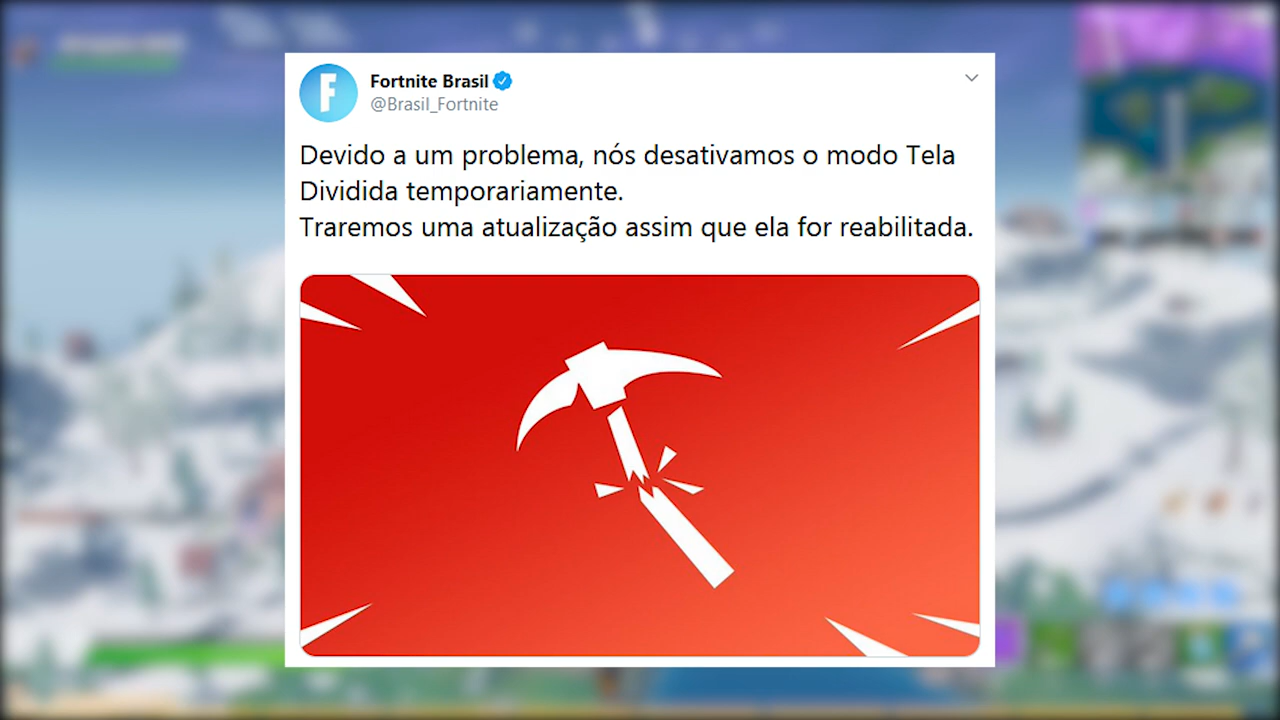 Fortnite Brasil
@Brasil_Fortnite
Devido a um problema, nós desativamos o modo Tela
Dividida temporariamente.
Traremos uma atualização assim que ela for reabilitada.